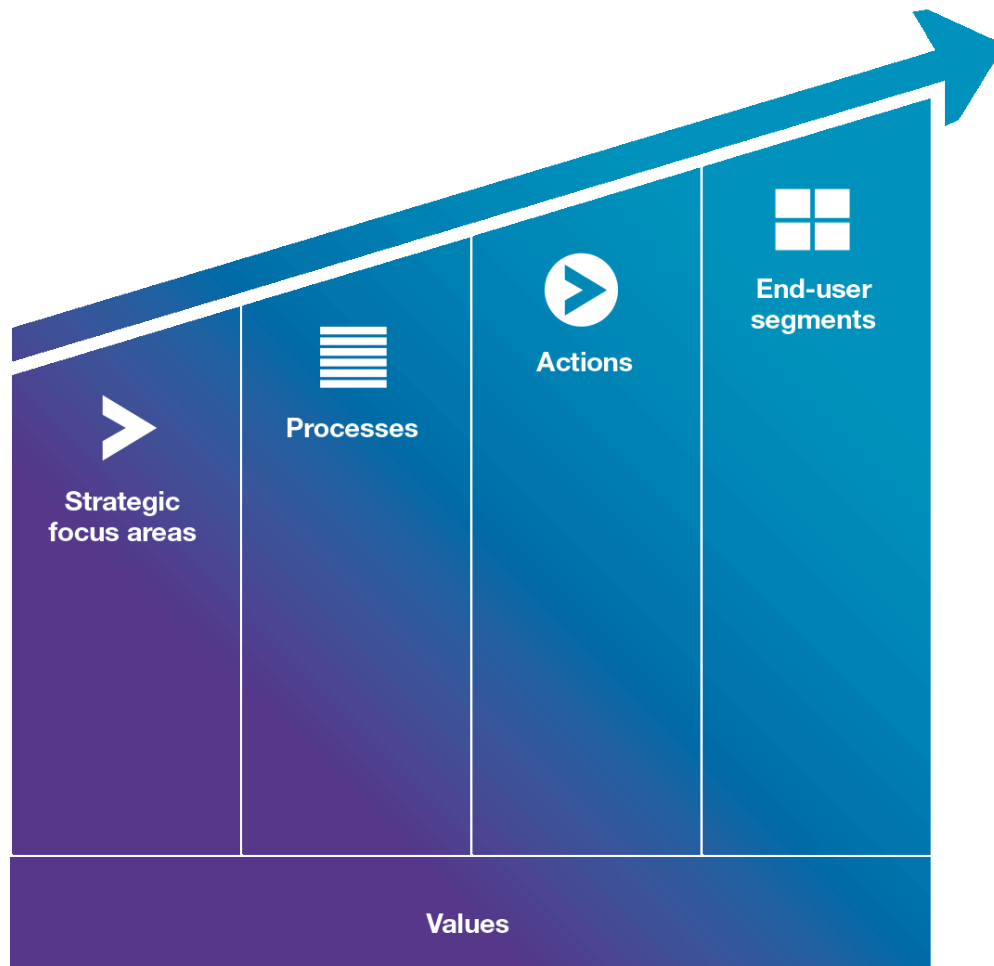 Strategic
focus areas
Processes
Actions
End-user
segments
Values